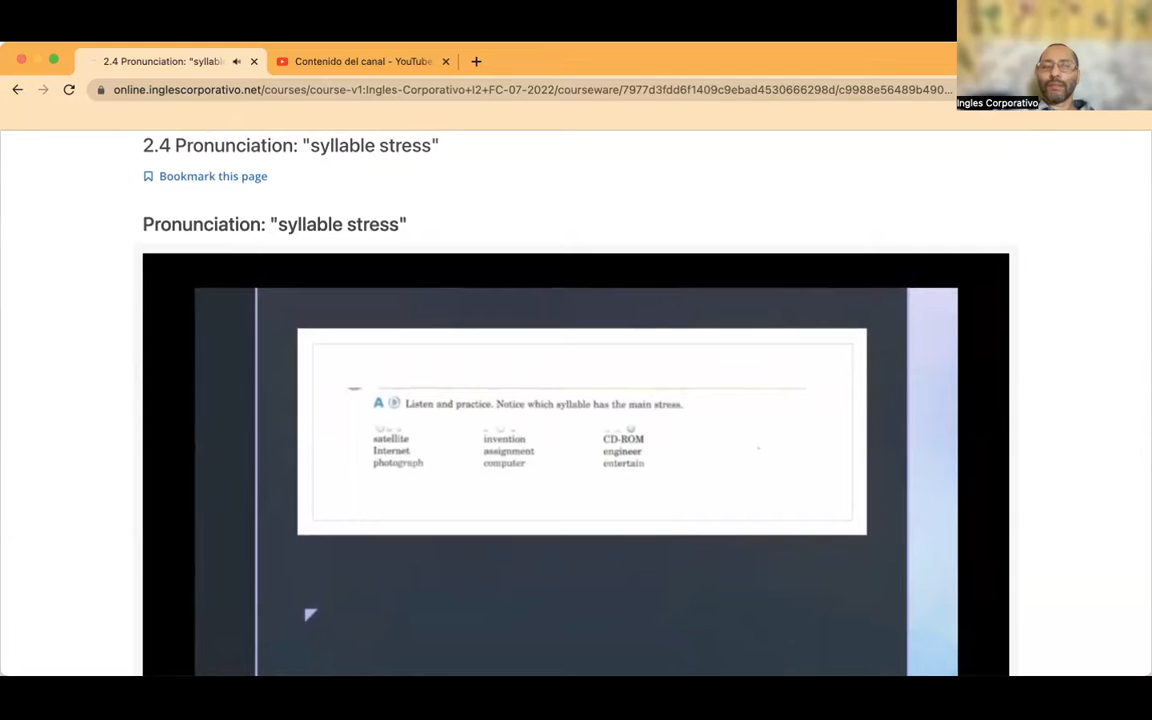 2.4 Pronunciation: "syllab
Contenido del canal - YouTube
online.inglescorporativo.net/courses/course-v1:Ingles-Corporativo+I2+FC-07-2022/courseware/7977d3fdd6f1409c9ebad4530666298d/c9988e56489b490...
Ingles Corporativo
2.4 Pronunciation: "syllable stress"
Bookmark this page
Pronunciation: "syllable stress"
A Listen and practice. Notice which syllable has the main stress.
satellite invention CD-ROM
Internet assignment engineer
photograph computer entertain